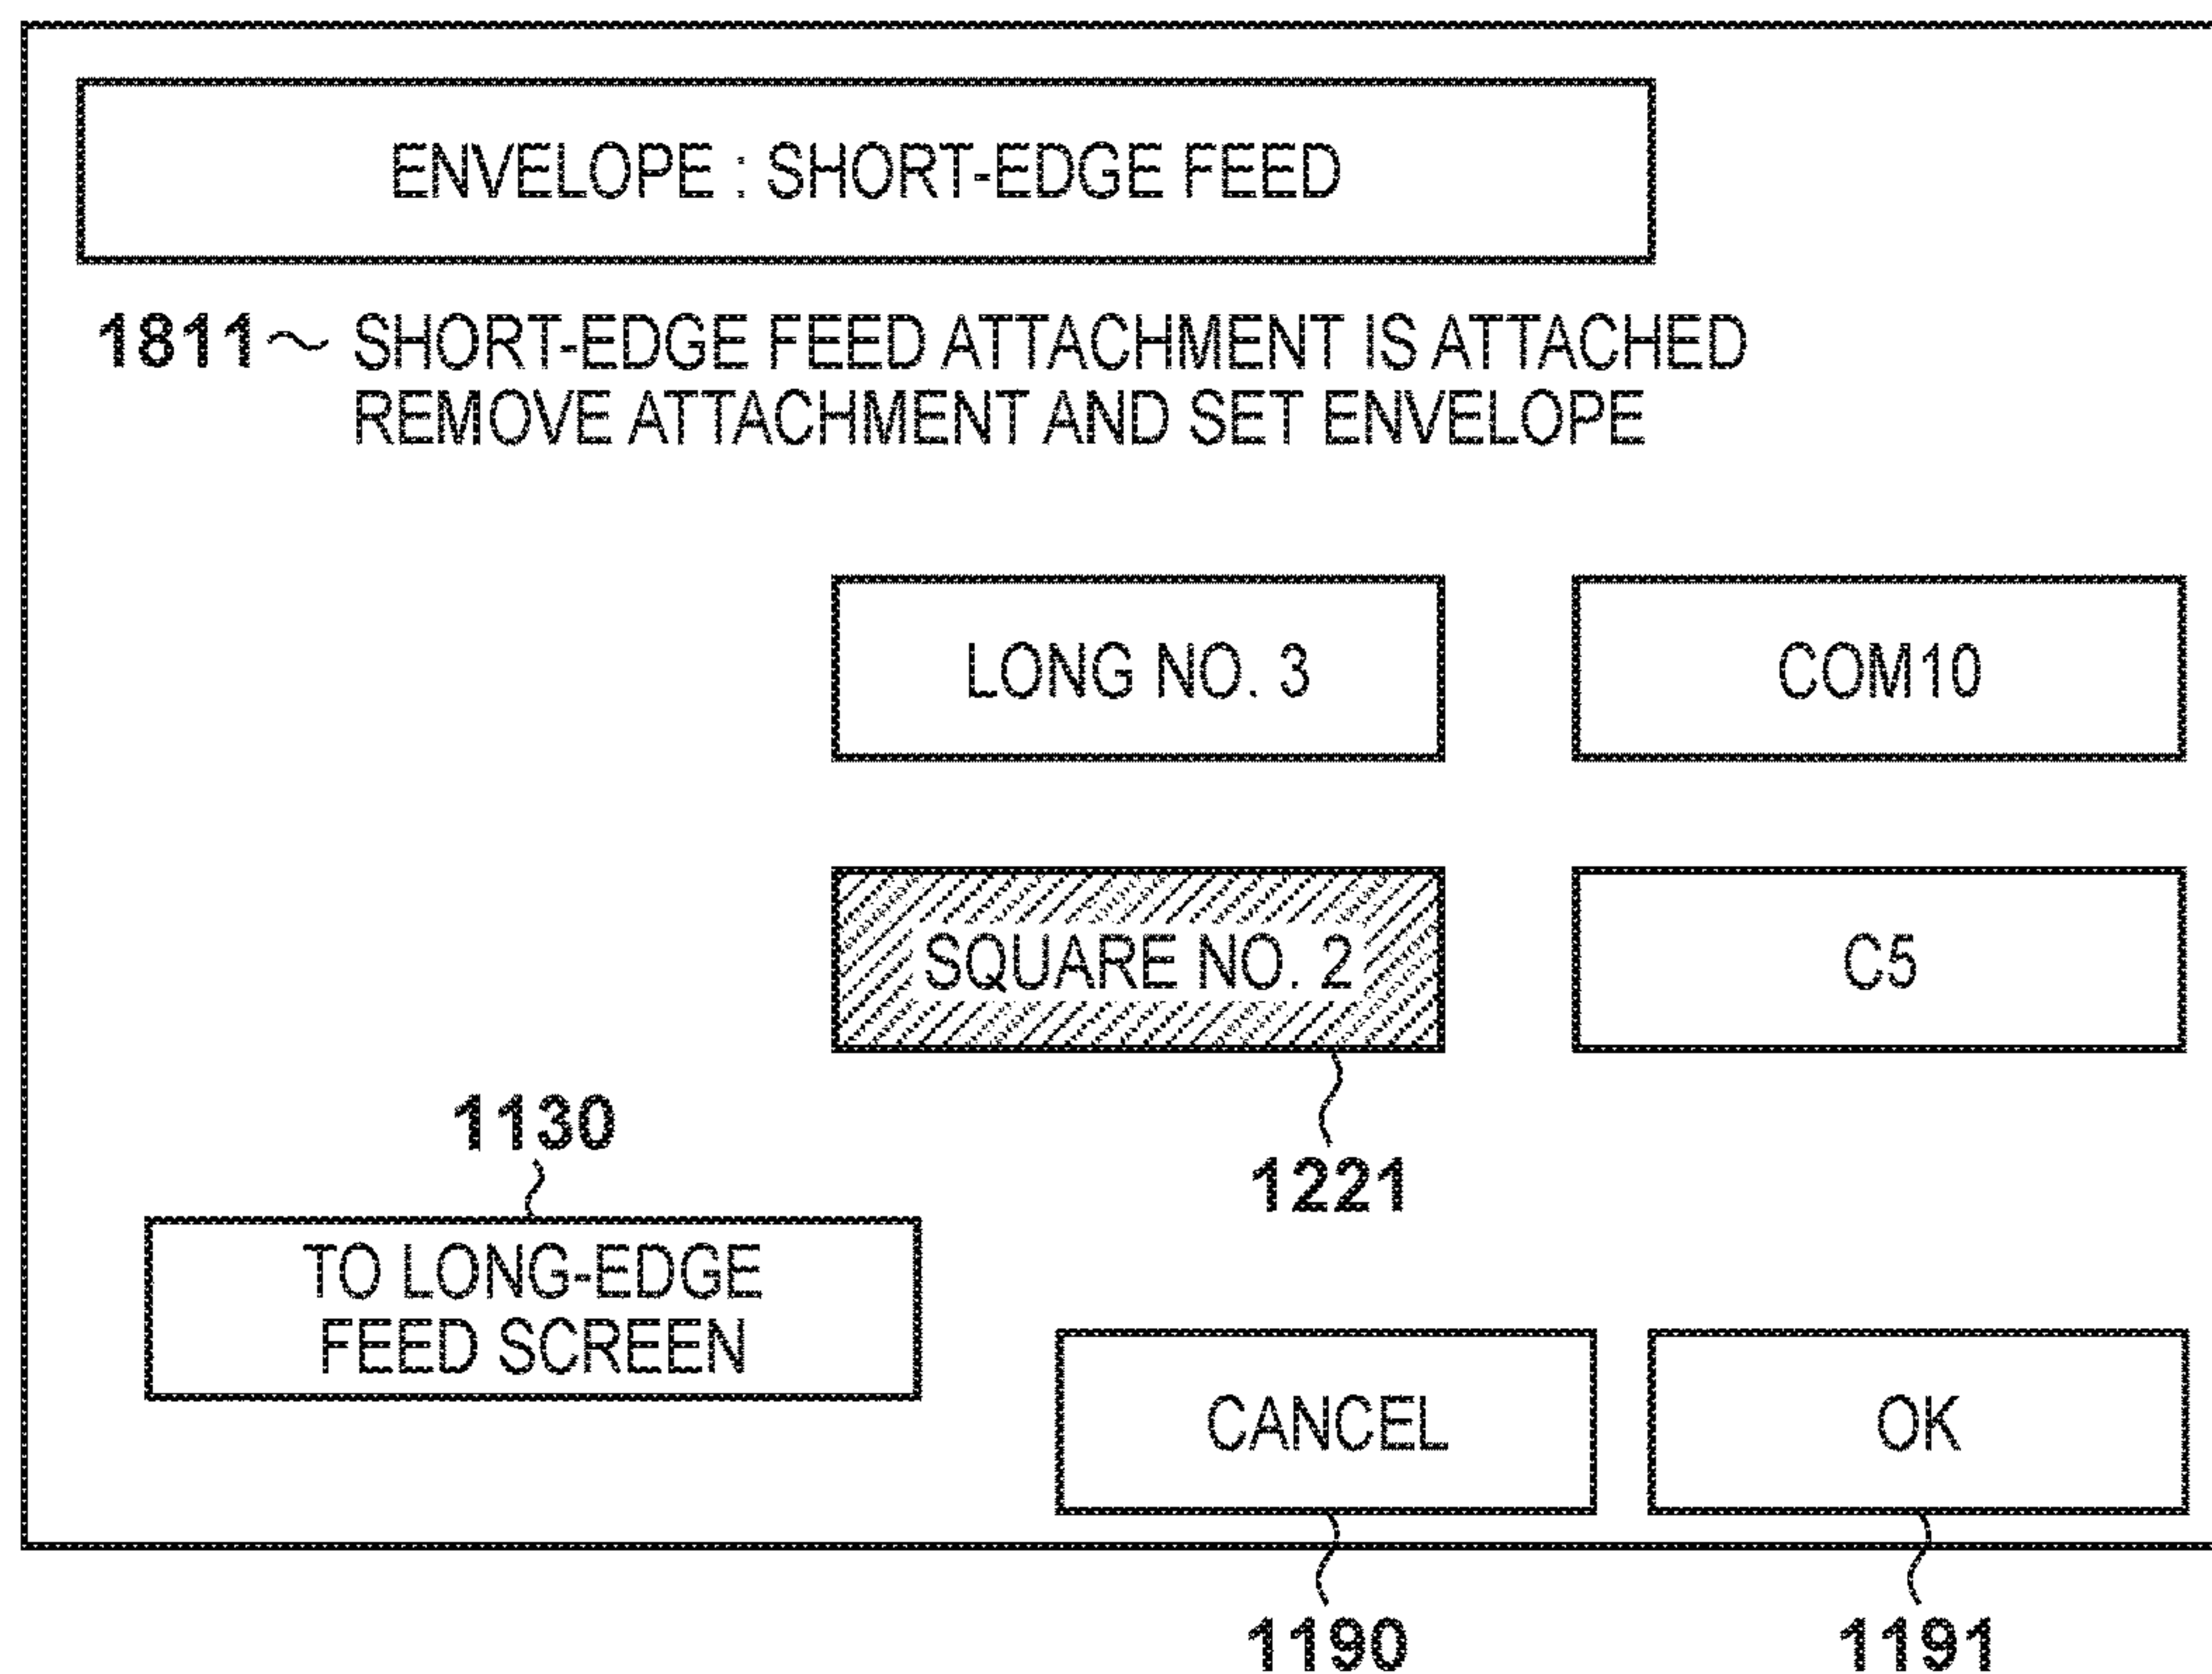 ENVELOPE : SHORT-EDGE FEED
1811 SHORT-EDGE FEED ATTACHMENT IS ATTACHED
REMOVE ATTACHMENT AND SET ENVELOPE
LONG NO. 3
COM10
SQUARE NO. 2
C5
1130
1221
TO LONG-EDGE
FEED SCREEN
CANCEL
OK
1190
1191